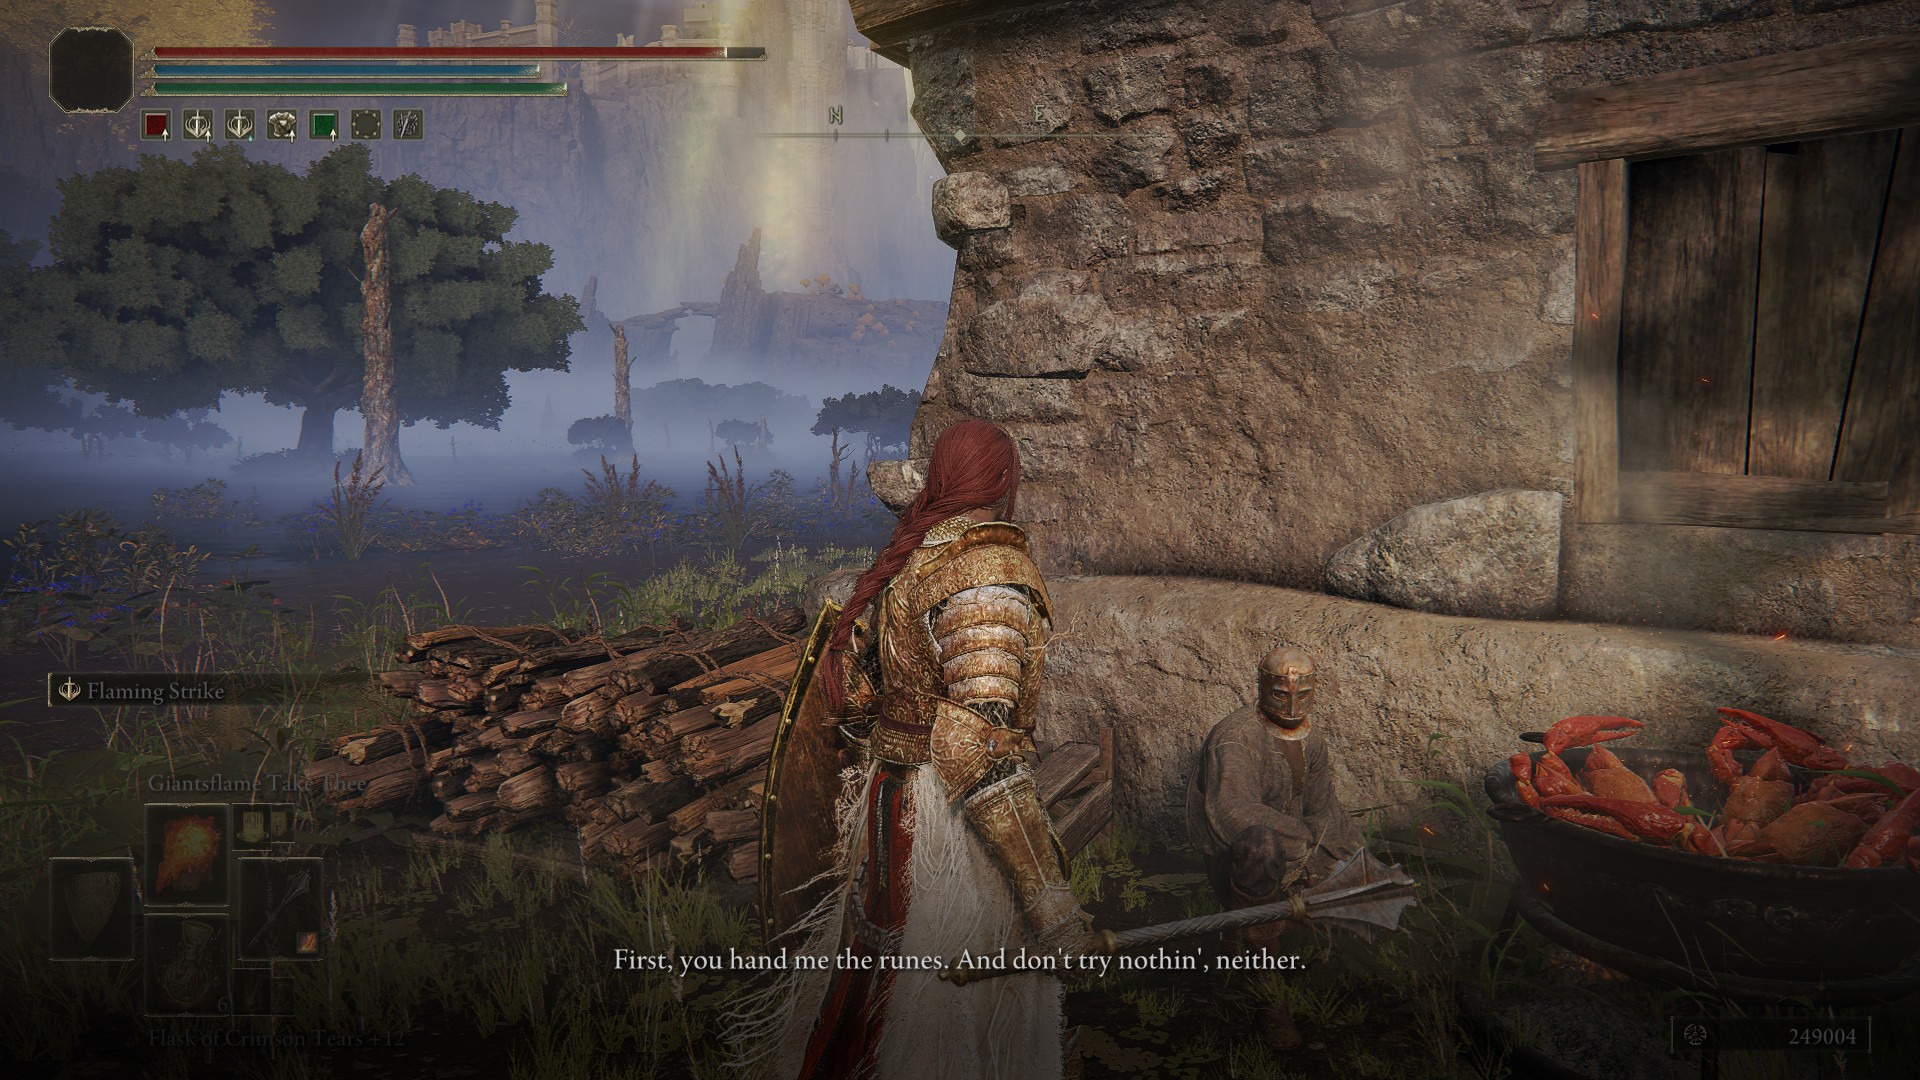 N
E
Flaming Strike
Giantsflame Take Thee
6
Flask of Crimson Tears +12
First, you hand me the runes. And don't try nothin', neither.
249004